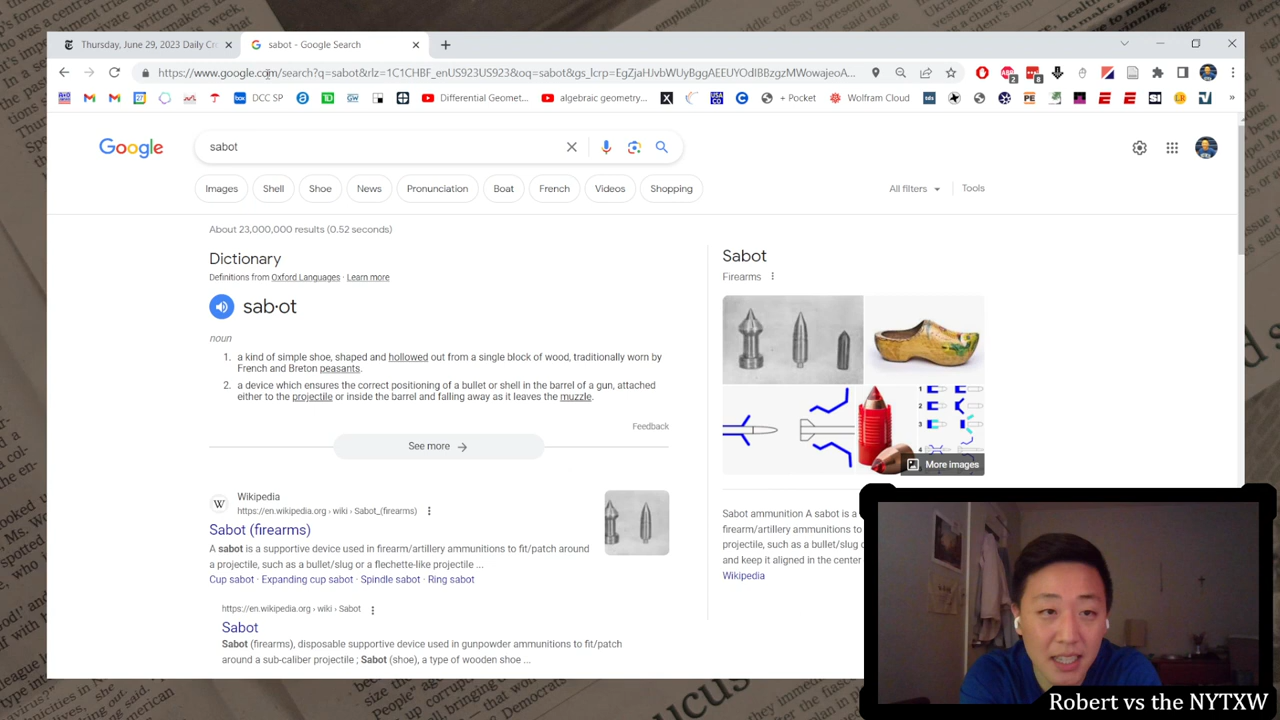 Thursday, June 29, 2023 Daily Cr
sabot - Google Search
https://www.google.com/search?q=sabot&rlz=1C1CHBF_enUS923US923&
DCC SP
Differential Geomet...
algebraic geometry...
+ Pocket
Wolfram Cloud
Google
sabot
Images
Shell
Shoe
News
Pronunciation
Boat
French
Videos
Shopping
All filters
Tools
About 23,000,000 results (0.52 seconds)
Dictionary
Definitions from Oxford Languages · Learn more
sab·ot
noun
1. a kind of simple shoe, shaped and hollowed out from a single block of wood, traditionally worn by
French and Breton peasants.
2. a device which ensures the correct positioning of a bullet or shell in the barrel of a gun, attached
either to the projectile or inside the barrel and falling away as it leaves the muzzle.
Feedback
See more
Wikipedia
https://en.wikipedia.org › wiki › Sabot_(firearms)
Sabot (firearms)
A sabot is a supportive device used in firearm/artillery ammunitions to fit/patch around
a projectile, such as a bullet/slug or a flechette-like projectile ...
Cup sabot · Expanding cup sabot · Spindle sabot · Ring sabot
https://en.wikipedia.org › wiki › Sabot
Sabot
Sabot (firearms), disposable supportive device used in gunpowder ammunitions to fit/patch
around a sub-caliber projectile ; Sabot (shoe), a type of wooden shoe ...
Sabot
Firearms
1
2
3
4
More images
Sabot ammunition A sabot is a
firearm/artillery ammunitions to
projectile, such as a bullet/slug
and keep it aligned in the center
Wikipedia
Robert vs the NYTXW